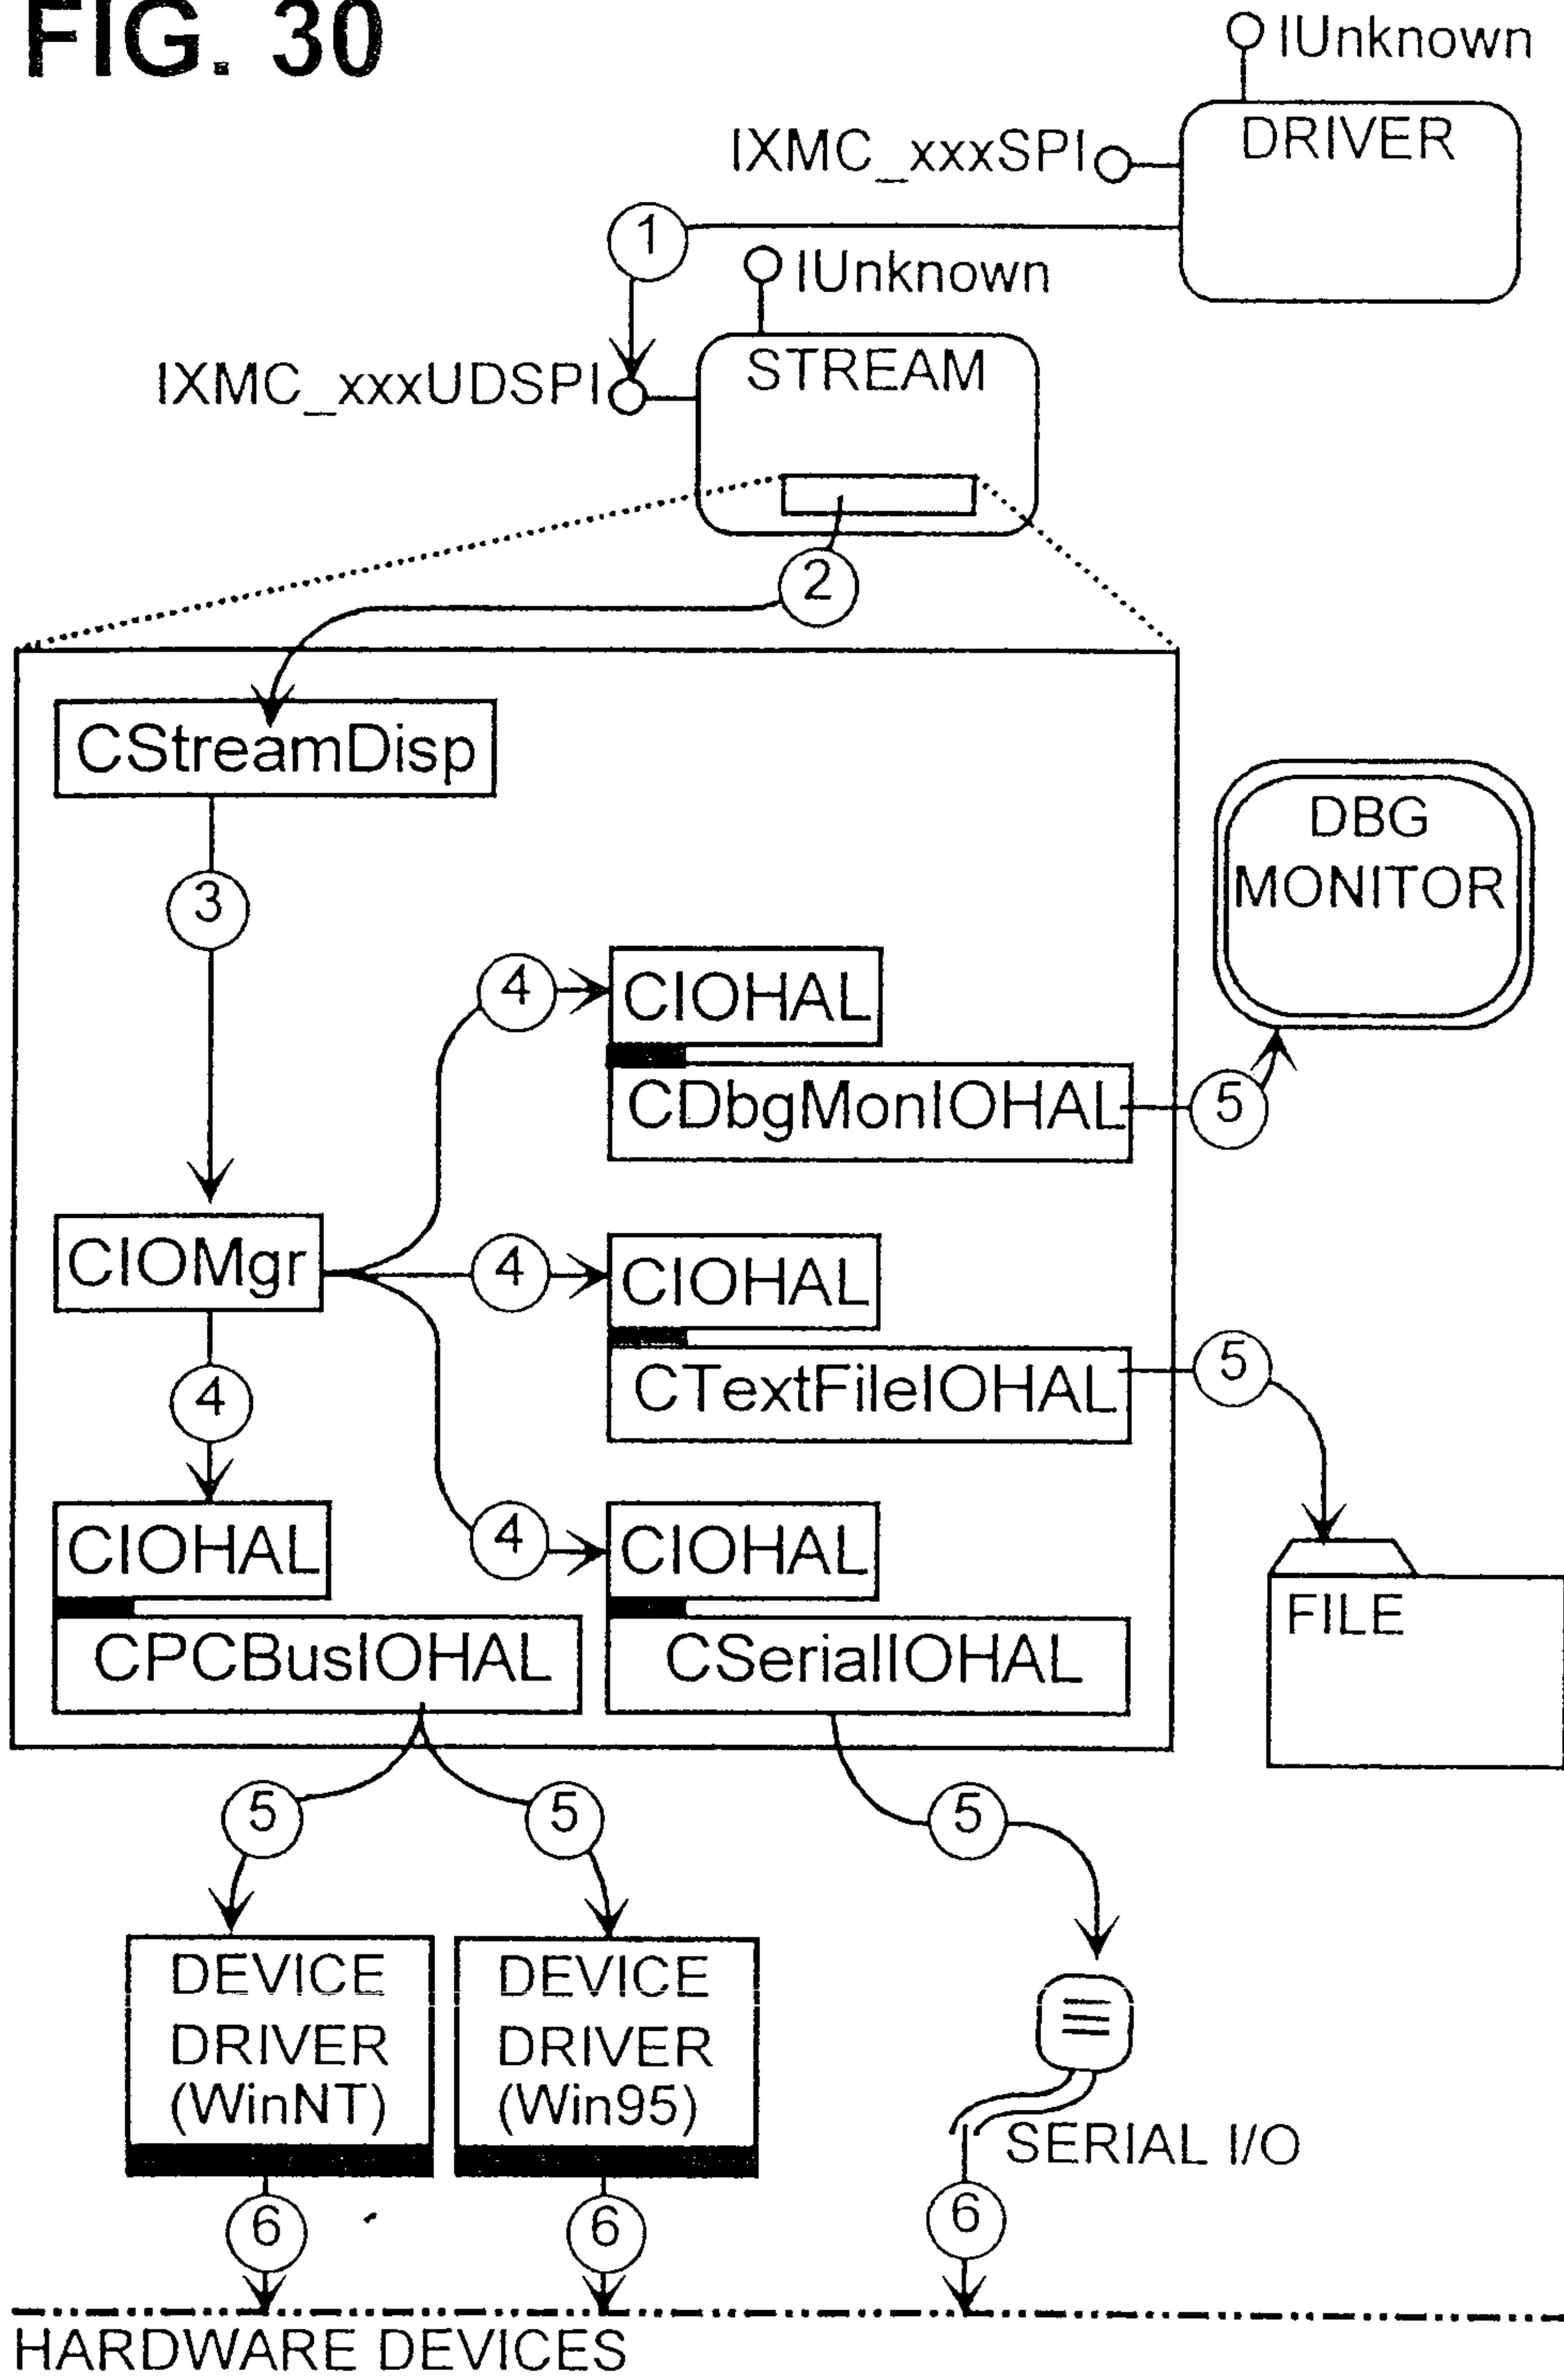 FIG. 30
IUnknown
DRIVER
IXMC_xxxSPI
1
IUnknown
STREAM
IXMC_xxxUDSPI
2
CStreamDisp
3
DBG
MONITOR
4
CIOHAL
CDbgMonIOHAL
5
CIOMgr
4
CIOHAL
CTextFileIOHAL
5
4
CIOHAL
CPCBusIOHAL
4
CIOHAL
CSerialIOHAL
FILE
5
5
5
DEVICE
DRIVER
(WinNT)
DEVICE
DRIVER
(Win95)
SERIAL I/O
6
6
6
HARDWARE DEVICES